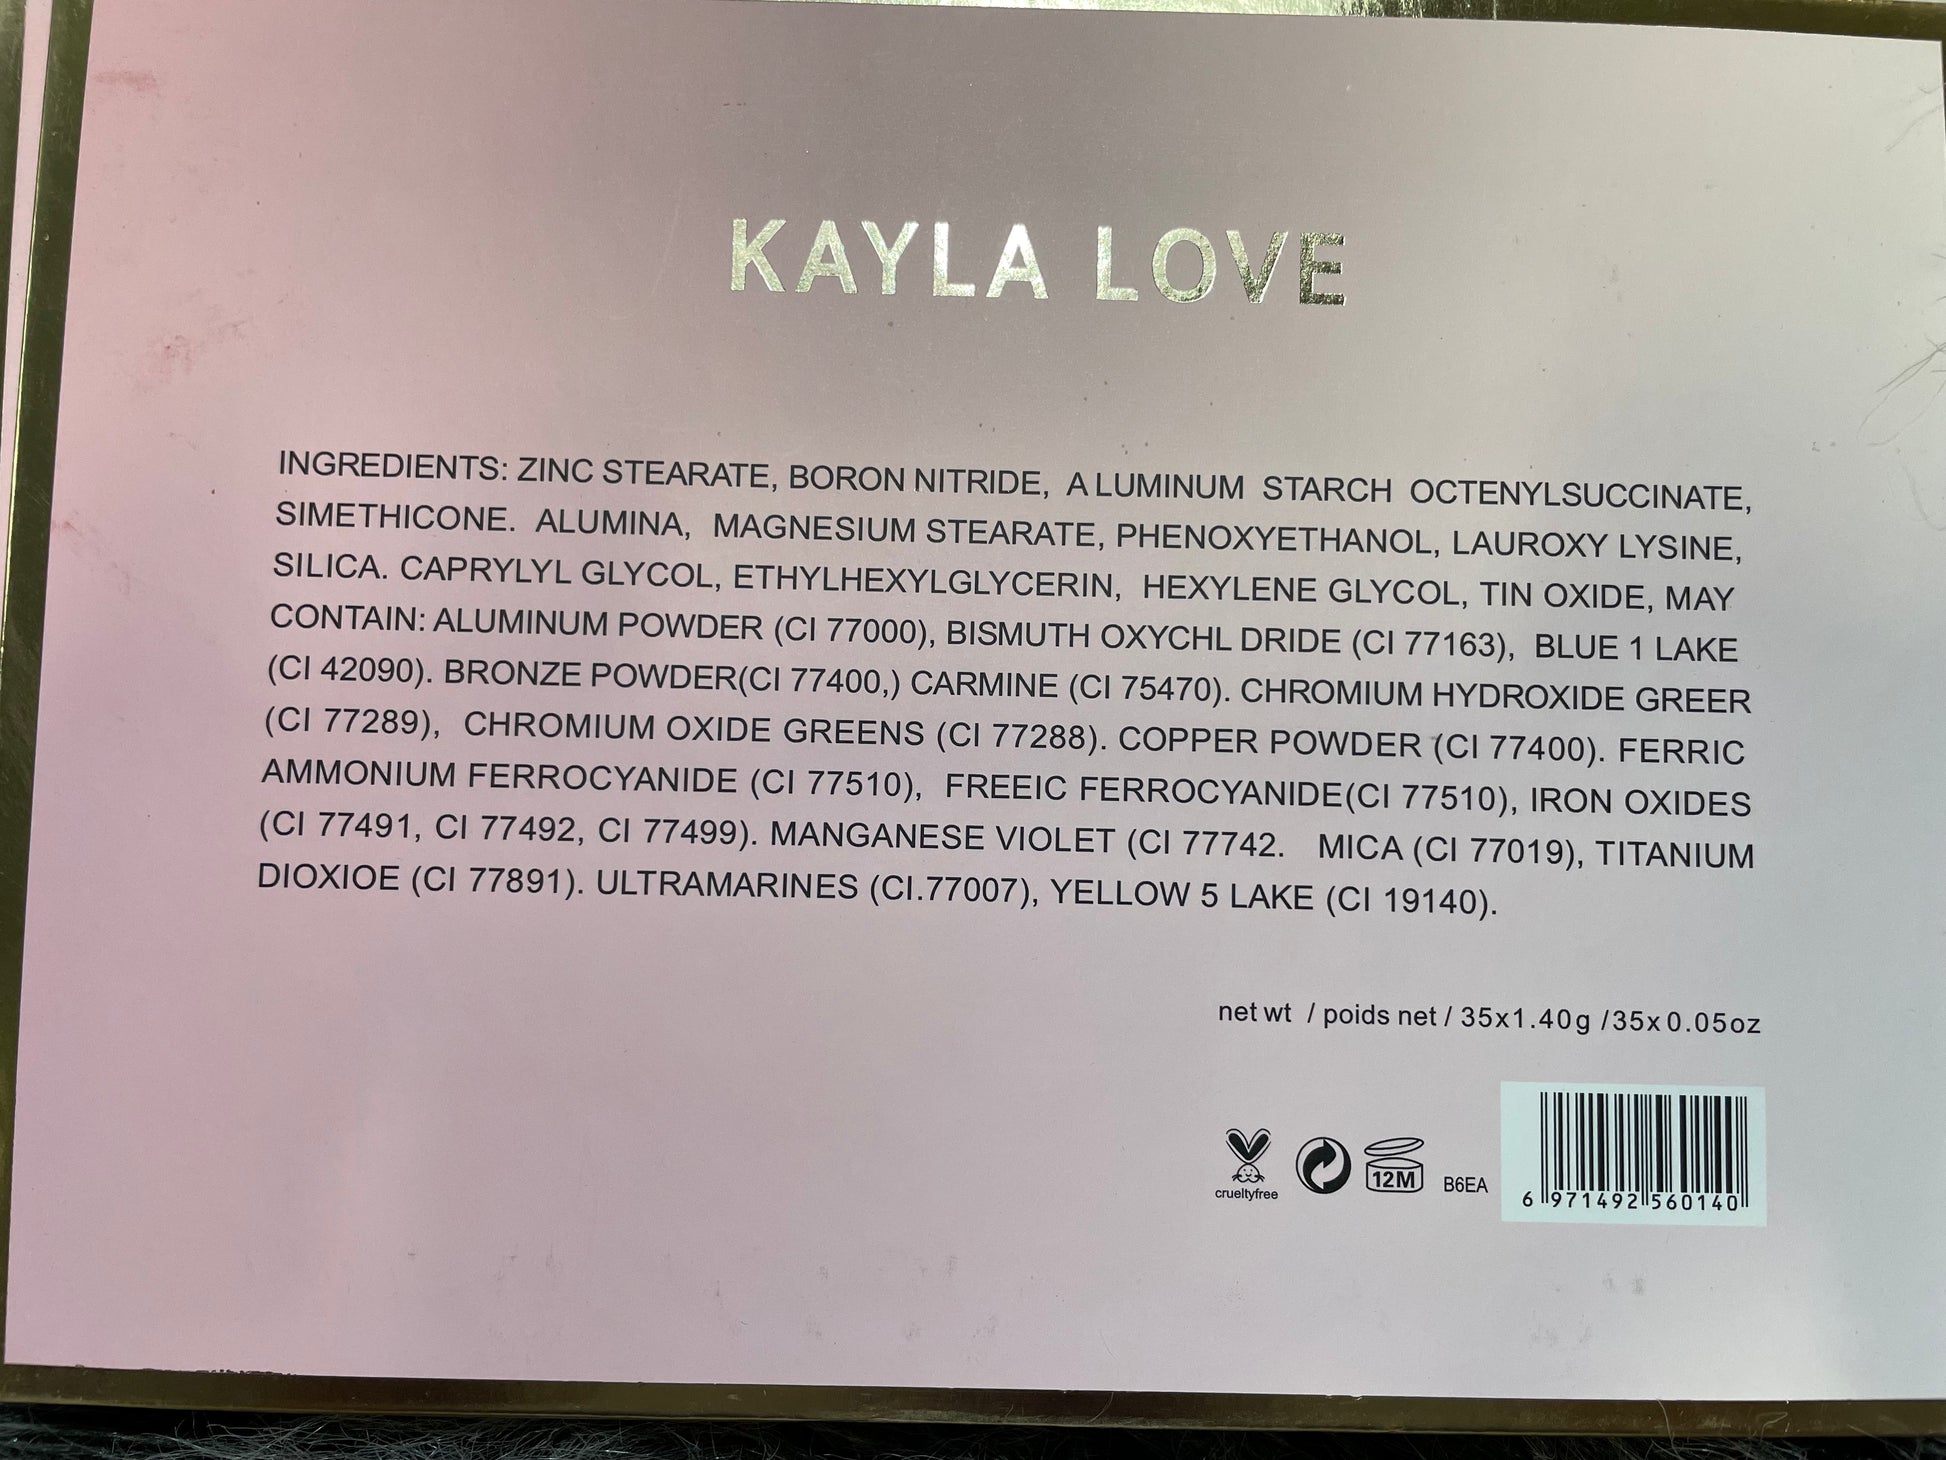 KAYLA LOVE
INGREDIENTS: ZINC STEARATE, BORON NITRIDE, A LUMINUM STARCH OCTENYLSUCCINATE,
SIMETHICONE. ALUMINA, MAGNESIUM STEARATE, PHENOXYETHANOL, LAUROXY LYSINE,
SILICA. CAPRYLYL GLYCOL, ETHYLHEXYLGLYCERIN, HEXYLENE GLYCOL, TIN OXIDE, MAY
CONTAIN: ALUMINUM POWDER (CI 77000), BISMUTH OXYCHL DRIDE (CI 77163), BLUE 1 LAKE
(CI 42090). BRONZE POWDER(CI 77400,) CARMINE (CI 75470). CHROMIUM HYDROXIDE GREER
(CI 77289), CHROMIUM OXIDE GREENS (CI 77288). COPPER POWDER (CI 77400). FERRIC
AMMONIUM FERROCYANIDE (CI 77510), FREEIC FERROCYANIDE(CI 77510), IRON OXIDES
(CI 77491, CI 77492, CI 77499). MANGANESE VIOLET (CI 77742. MICA (CI 77019), TITANIUM
DIOXIOE (CI 77891). ULTRAMARINES (CI.77007), YELLOW 5 LAKE (CI 19140).
net wt / poids net / 35x1.40g /35x0.05oz
crueltyfree
12M
B6EA
6 971492 560140